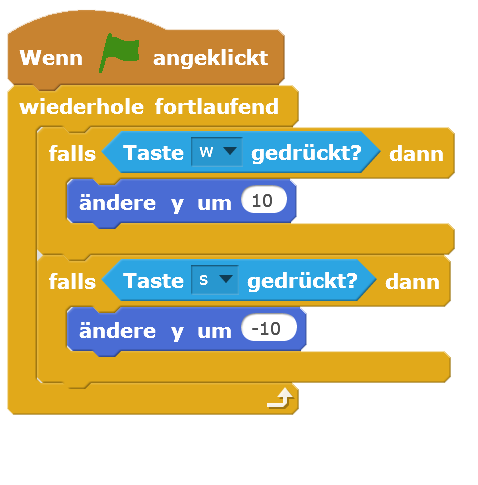 Wenn angeklickt
wiederhole fortlaufend
falls Taste w gedrückt? dann
ändere y um 10
falls Taste s gedrückt? dann
ändere y um -10